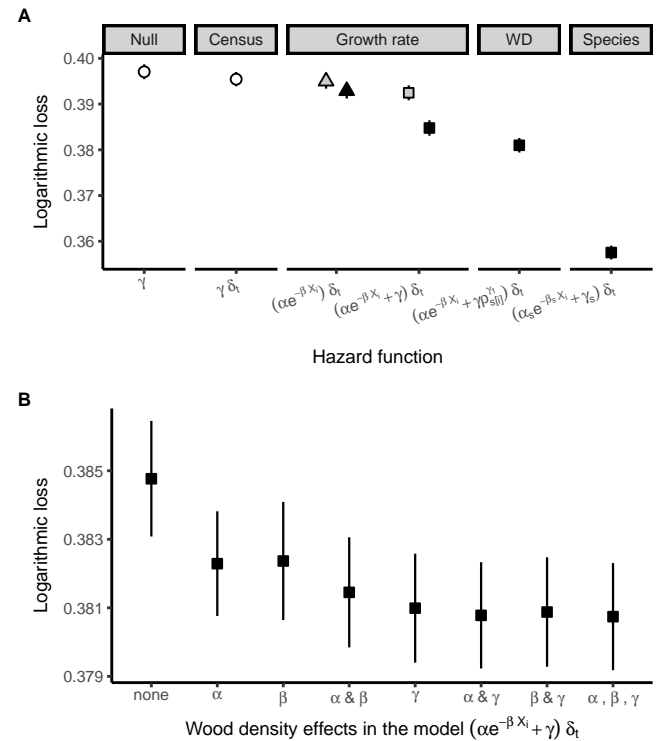 A
Null Census Growth rate WD Species
0.40
0.39
0.38
0.37
0.36
Logarithmic loss
γ
γ δt
(αe−β Xi) δt
(αe−β Xi + γ) δt
(αe−β Xi + γρs[i]γ1) δt
(αse−βs Xi + γs) δt
Hazard function
B
0.385
0.383
0.381
0.379
Logarithmic loss
none α β α & β γ α & γ β & γ α , β , γ
Wood density effects in the model (αe−β Xi + γ) δt